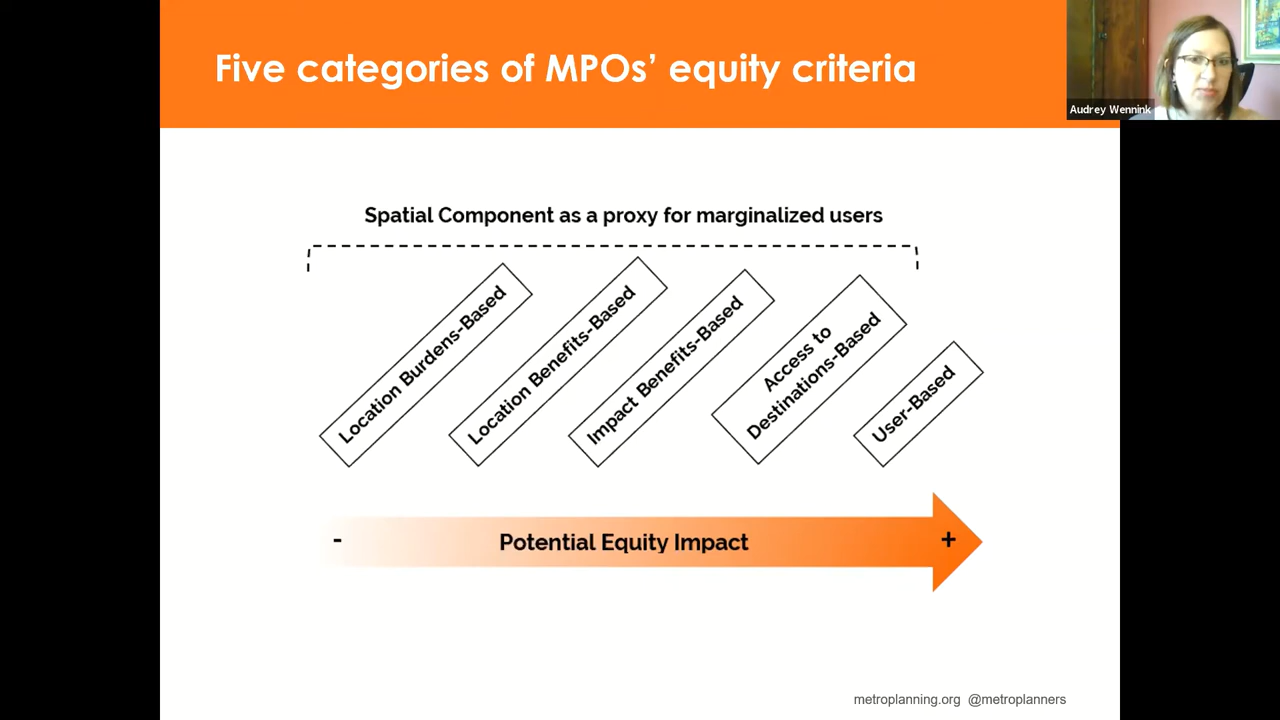 Five categories of MPOs' equity criteria
Audrey Wennink
Spatial Component as a proxy for marginalized users
Location Burdens-Based
Location Benefits-Based
Impact Benefits-Based
Access to
Destinations-Based
User-Based
- Potential Equity Impact +
metroplanning.org @metroplanners